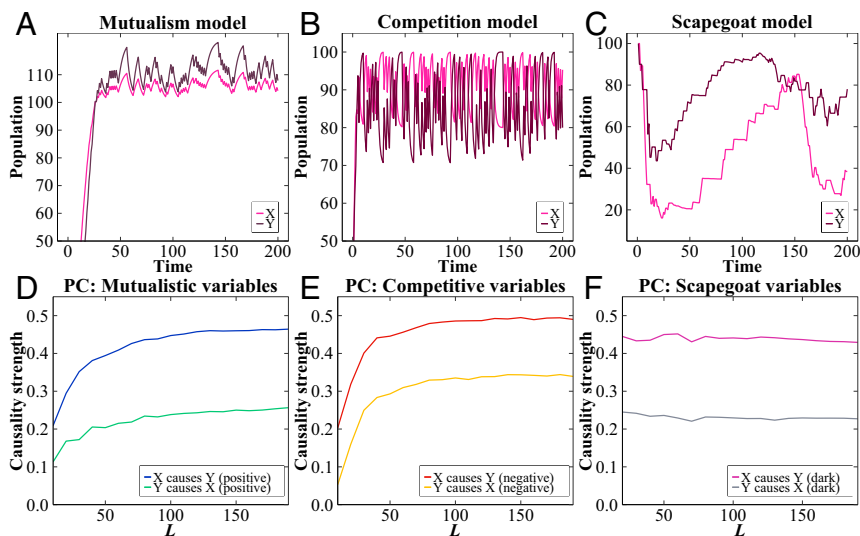 A
Mutualism model
Population
110
100
90
80
70
60
50
0
50
100
150
200
Time
X
Y
B
Competition model
Population
100
90
80
70
60
50
0
50
100
150
200
Time
X
Y
C
Scapegoat model
Population
100
80
60
40
20
0
50
100
150
200
Time
X
Y
D
PC: Mutualistic variables
Causality strength
0.5
0.4
0.3
0.2
0.1
0.0
50
100
150
L
X causes Y (positive)
Y causes X (positive)
E
PC: Competitive variables
Causality strength
0.5
0.4
0.3
0.2
0.1
0.0
50
100
150
L
X causes Y (negative)
Y causes X (negative)
F
PC: Scapegoat variables
Causality strength
0.5
0.4
0.3
0.2
0.1
0.0
50
100
150
L
X causes Y (dark)
Y causes X (dark)